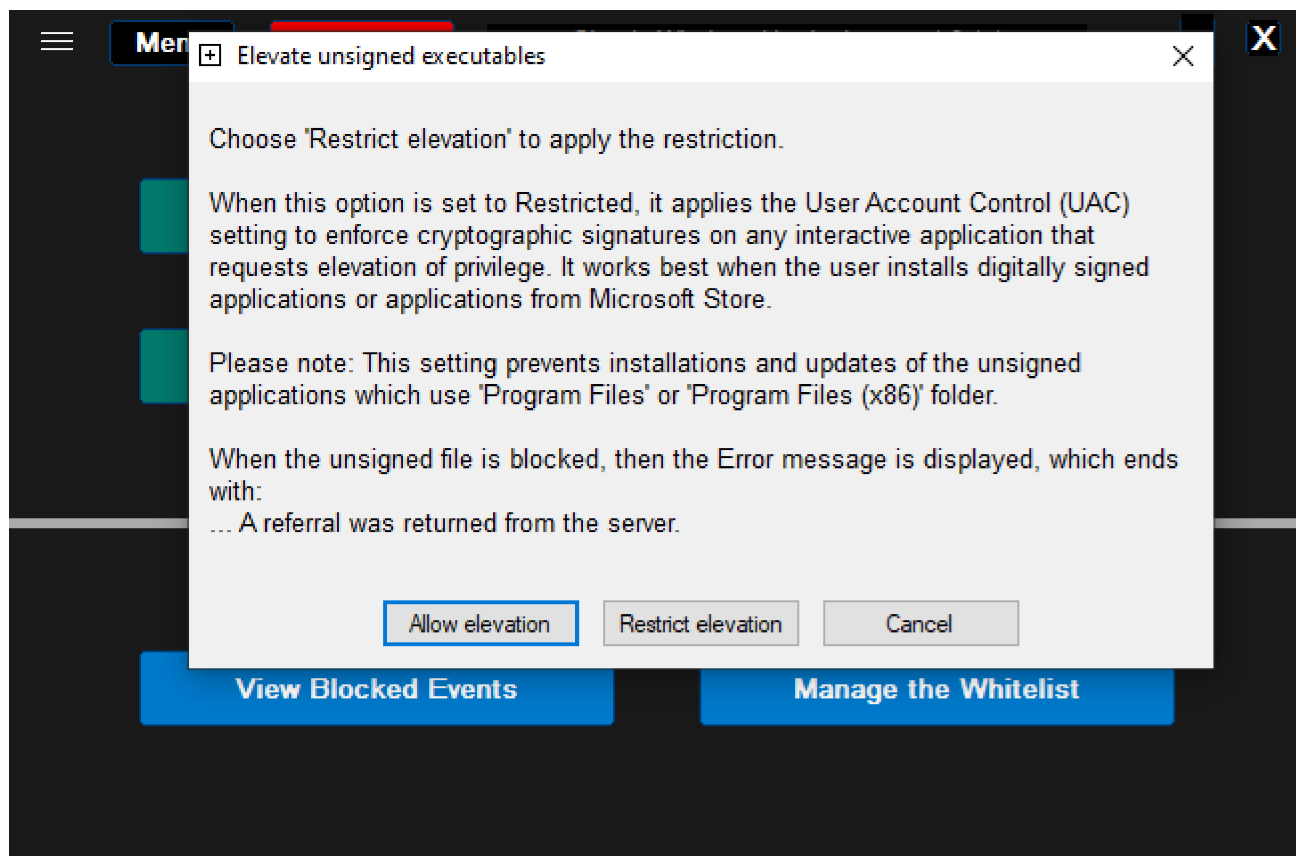 Men
X
Elevate unsigned executables
Choose 'Restrict elevation' to apply the restriction.
When this option is set to Restricted, it applies the User Account Control (UAC)
setting to enforce cryptographic signatures on any interactive application that
requests elevation of privilege. It works best when the user installs digitally signed
applications or applications from Microsoft Store.
Please note: This setting prevents installations and updates of the unsigned
applications which use 'Program Files' or 'Program Files (x86)' folder.
When the unsigned file is blocked, then the Error message is displayed, which ends
with:
... A referral was returned from the server.
Allow elevation
Restrict elevation
Cancel
View Blocked Events
Manage the Whitelist